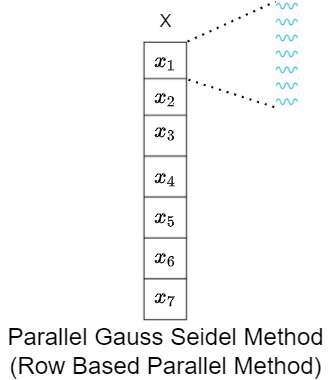 X
x₁
x₂
x₃
x₄
x₅
x₆
x₇
Parallel Gauss Seidel Method
(Row Based Parallel Method)